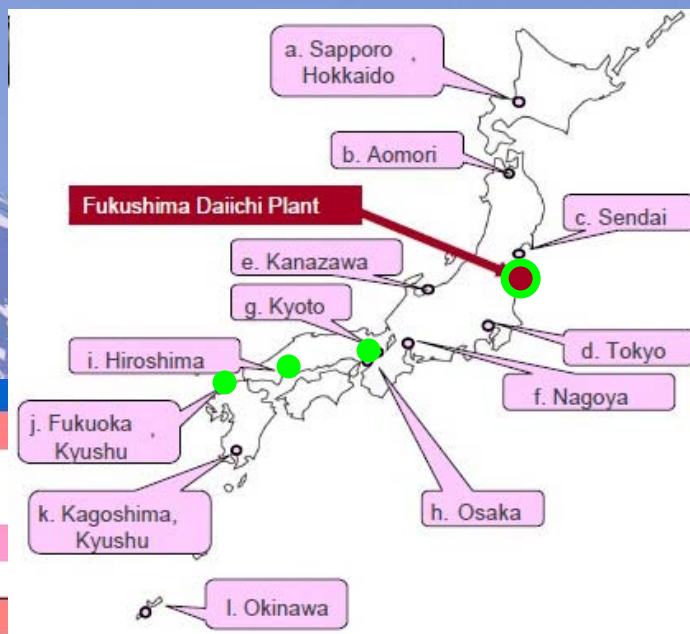 a. Sapporo ,
Hokkaido
b. Aomori
Fukushima Daiichi Plant
c. Sendai
e. Kanazawa
g. Kyoto
i. Hiroshima
d. Tokyo
f. Nagoya
j. Fukuoka ,
Kyushu
h. Osaka
k. Kagoshima,
Kyushu
l. Okinawa